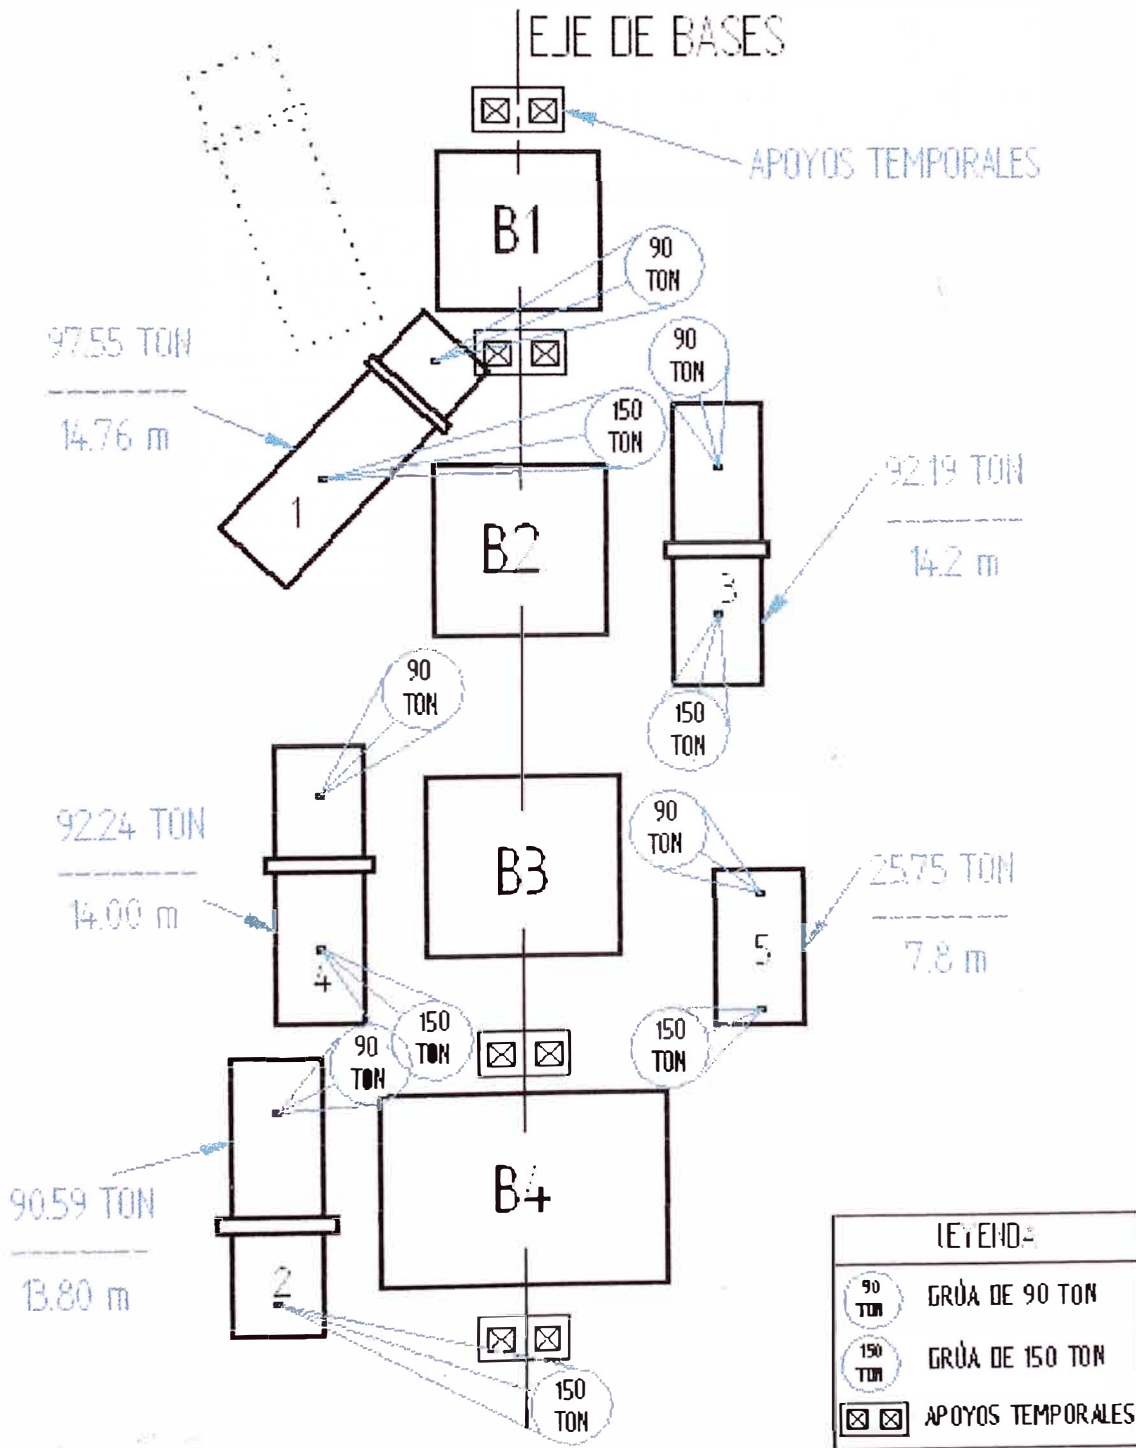 EJE DE BASES
APOYOS TEMPORALES
B1
90
TON
97.55 TON
14.76 m
90
TON
150
TON
1
92.19 TON
14.2 m
B2
3
90
TON
150
TON
92.24 TON
14.00 m
90
TON
B3
25.75 TON
7.8 m
5
4
150
TON
90
TON
150
TON
B4
90.59 TON
13.80 m
2
150
TON
LEYENDA
90
TON
GRÚA DE 90 TON
150
TON
GRÚA DE 150 TON
APOYOS TEMPORALES